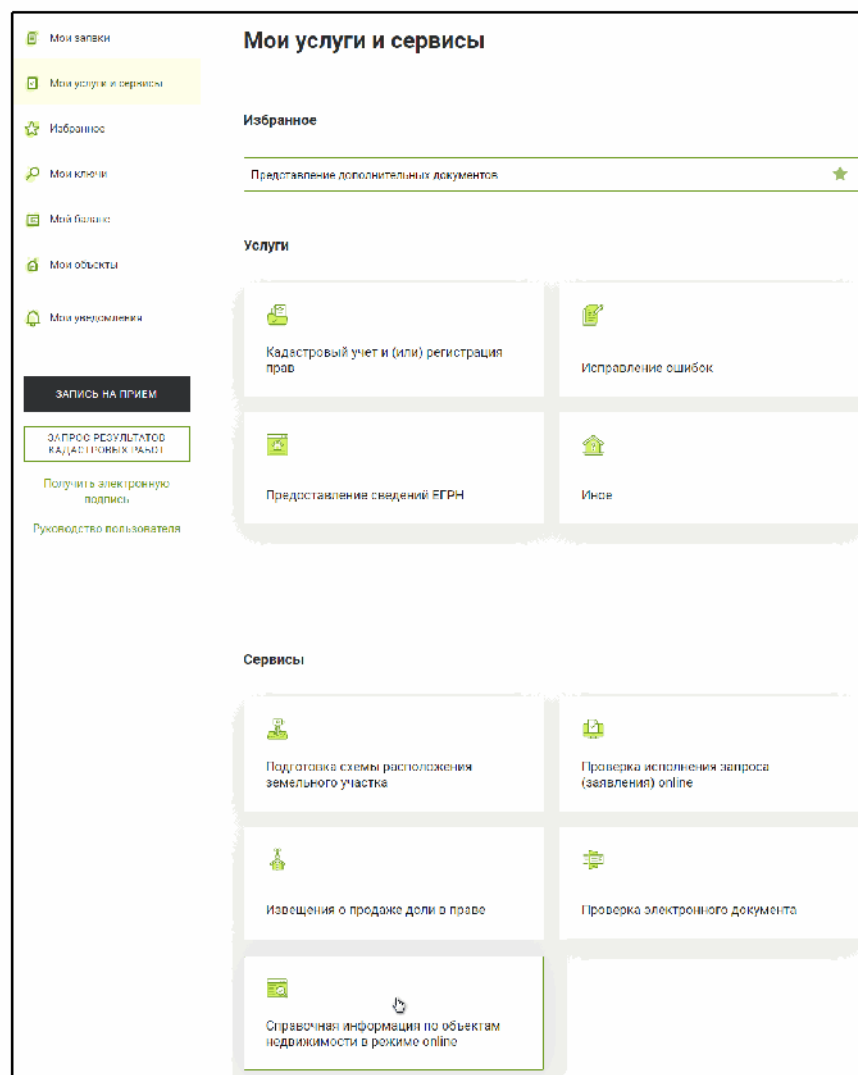 Мои заявки
Мои услуги и сервисы
Избранное
Мои ключи
Мой баланс
Мои объекты
Мои уведомления
ЗАПИСЬ НА ПРИЕМ
ЗАПРОС РЕЗУЛЬТАТОВ
КАДАСТРОВЫХ РАБОТ
Получить электронную
подпись
Руководство пользователя
Мои услуги и сервисы
Избранное
Представление дополнительных документов
Услуги
Кадастровый учет и (или) регистрация
прав
Исправление ошибок
Предоставление сведений ЕГРН
Иное
Сервисы
Подготовка схемы расположения
земельного участка
Проверка исполнения запроса
(заявления) online
Извещения о продаже доли в праве
Проверка электронного документа
Справочная информация по объектам
недвижимости в режиме online